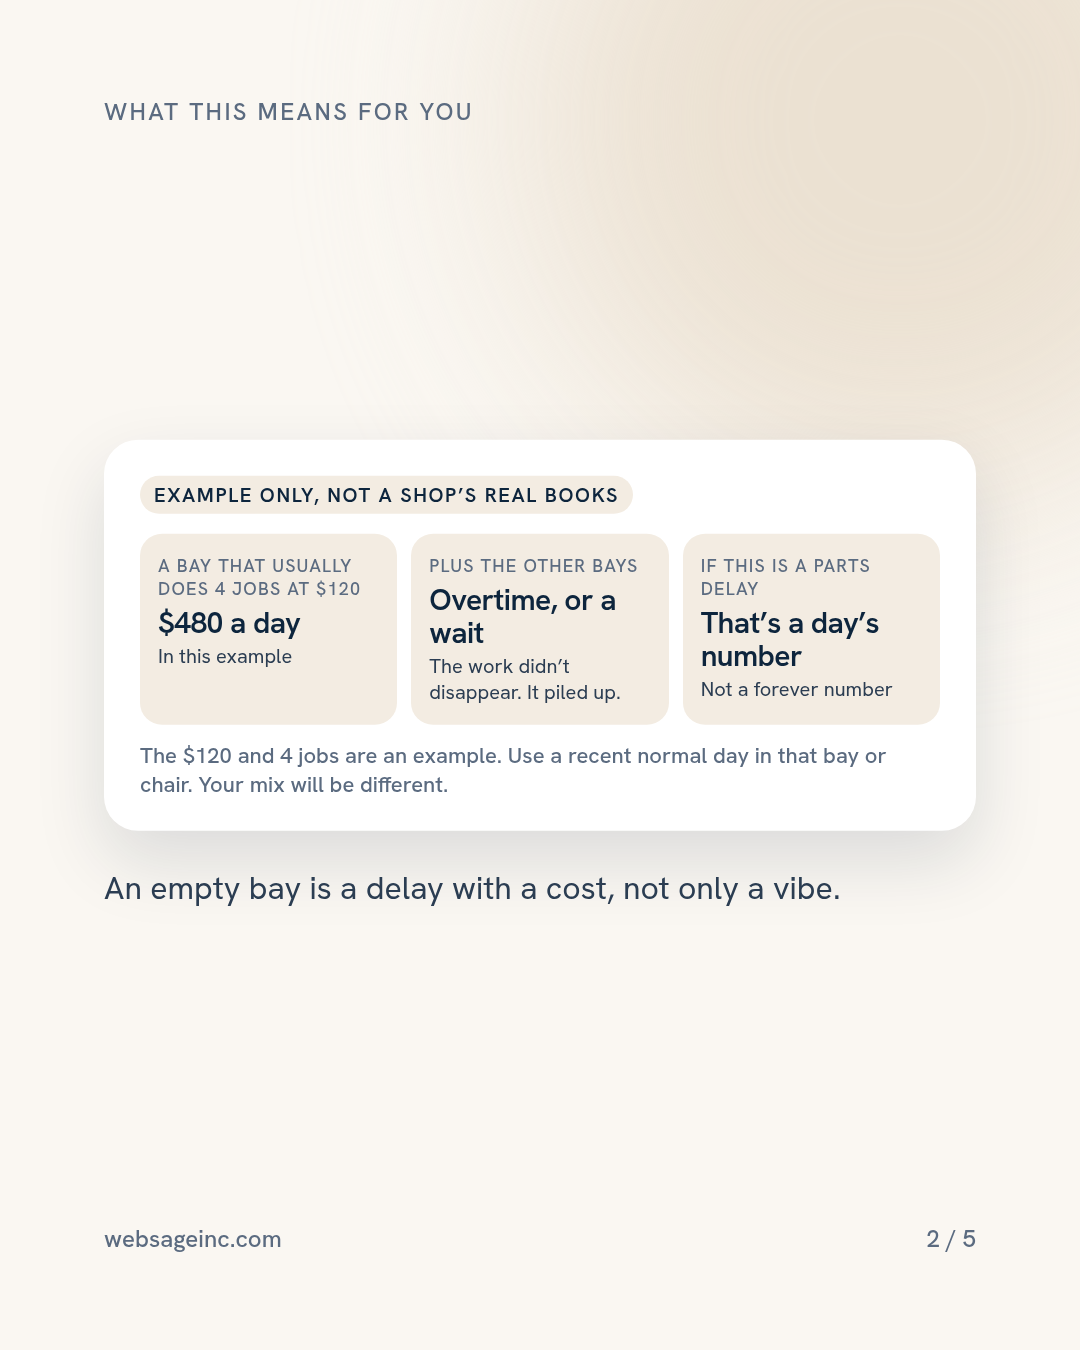 WHAT THIS MEANS FOR YOU
EXAMPLE ONLY, NOT A SHOP’S REAL BOOKS
A BAY THAT USUALLY
DOES 4 JOBS AT $120
$480 a day
In this example
PLUS THE OTHER BAYS
Overtime, or a
wait
The work didn’t
disappear. It piled up.
IF THIS IS A PARTS
DELAY
That’s a day’s
number
Not a forever number
The $120 and 4 jobs are an example. Use a recent normal day in that bay or
chair. Your mix will be different.
An empty bay is a delay with a cost, not only a vibe.
websageinc.com
2 / 5